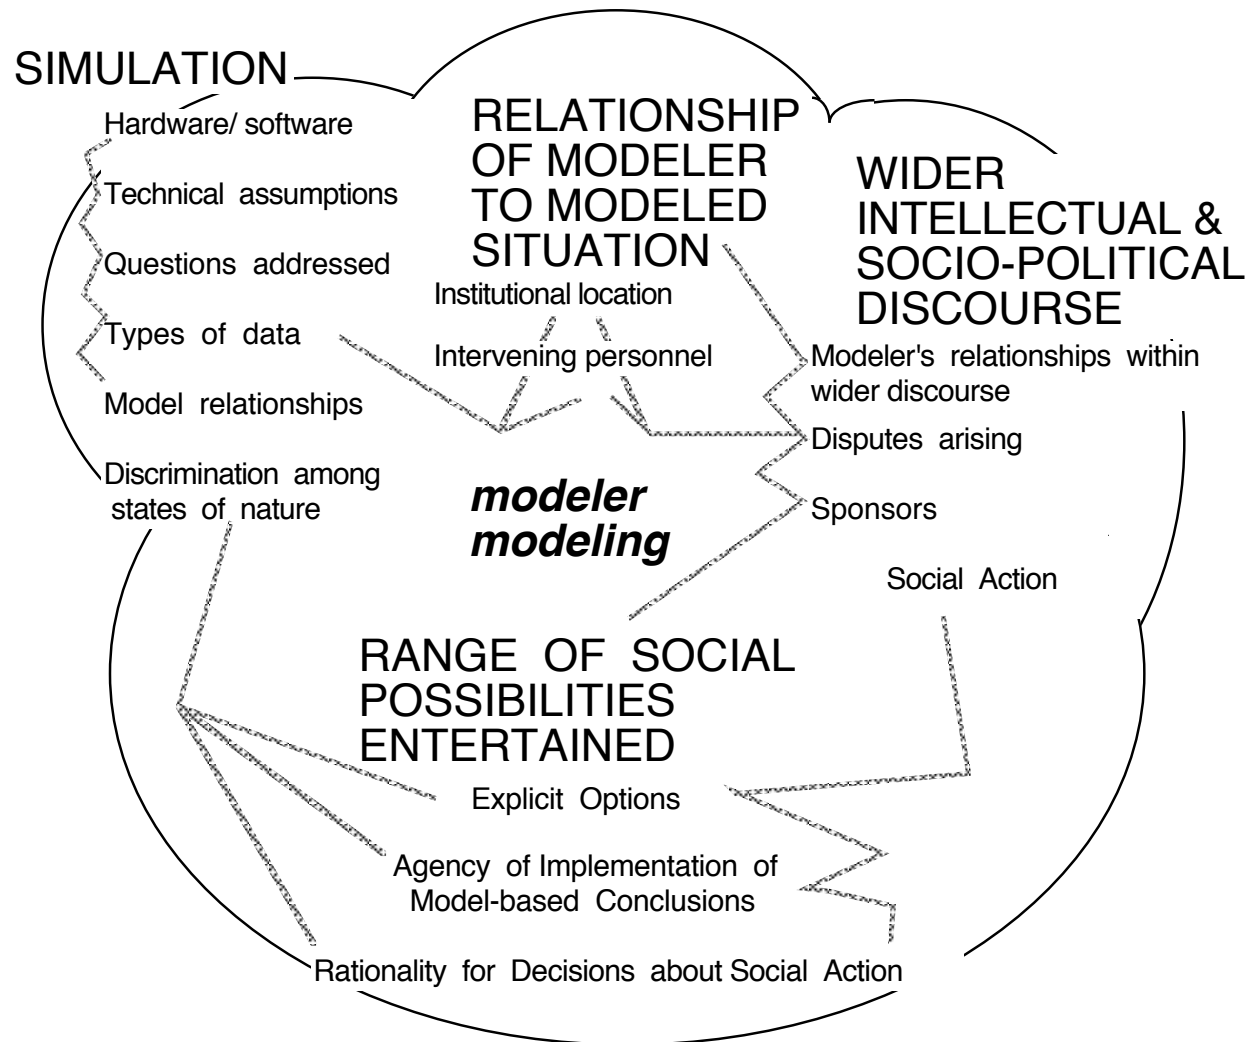 SIMULATION
Hardware/ software
Technical assumptions
Questions addressed
Types of data
Model relationships
Discrimination among
states of nature
RELATIONSHIP
OF MODELER
TO MODELED
SITUATION
Institutional location
Intervening personnel
modeler
modeling
WIDER
INTELLECTUAL &
SOCIO-POLITICAL
DISCOURSE
Modeler's relationships within
wider discourse
Disputes arising
Sponsors
Social Action
RANGE OF SOCIAL
POSSIBILITIES
ENTERTAINED
Explicit Options
Agency of Implementation of
Model-based Conclusions
Rationality for Decisions about Social Action